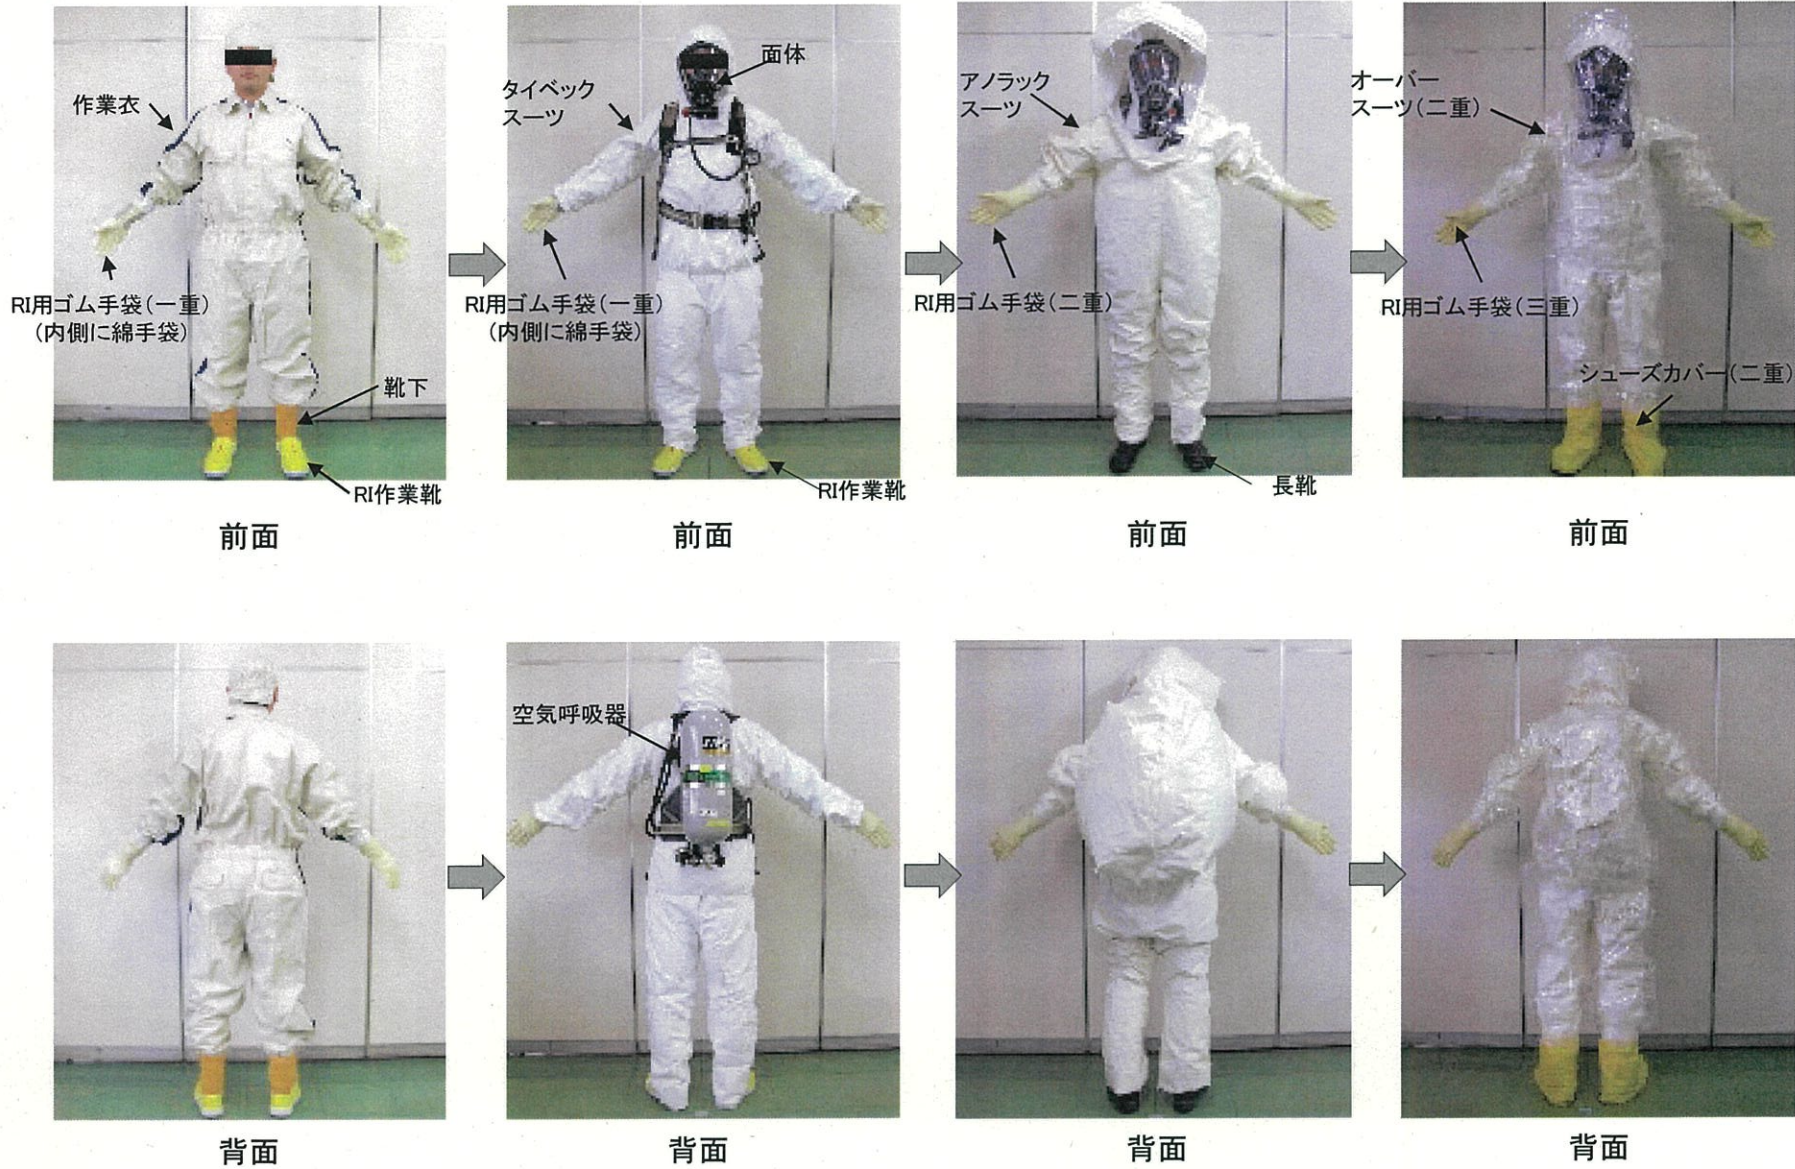 作業衣
RI用ゴム手袋(一重)
(内側に綿手袋)
靴下
RI作業靴
前面
面体
タイベック
スーツ
RI用ゴム手袋(一重)
(内側に綿手袋)
RI作業靴
前面
アノラック
スーツ
RI用ゴム手袋(二重)
長靴
前面
オーバー
スーツ(二重)
RI用ゴム手袋(三重)
シューズカバー(二重)
前面
背面
空気呼吸器
背面
背面
背面